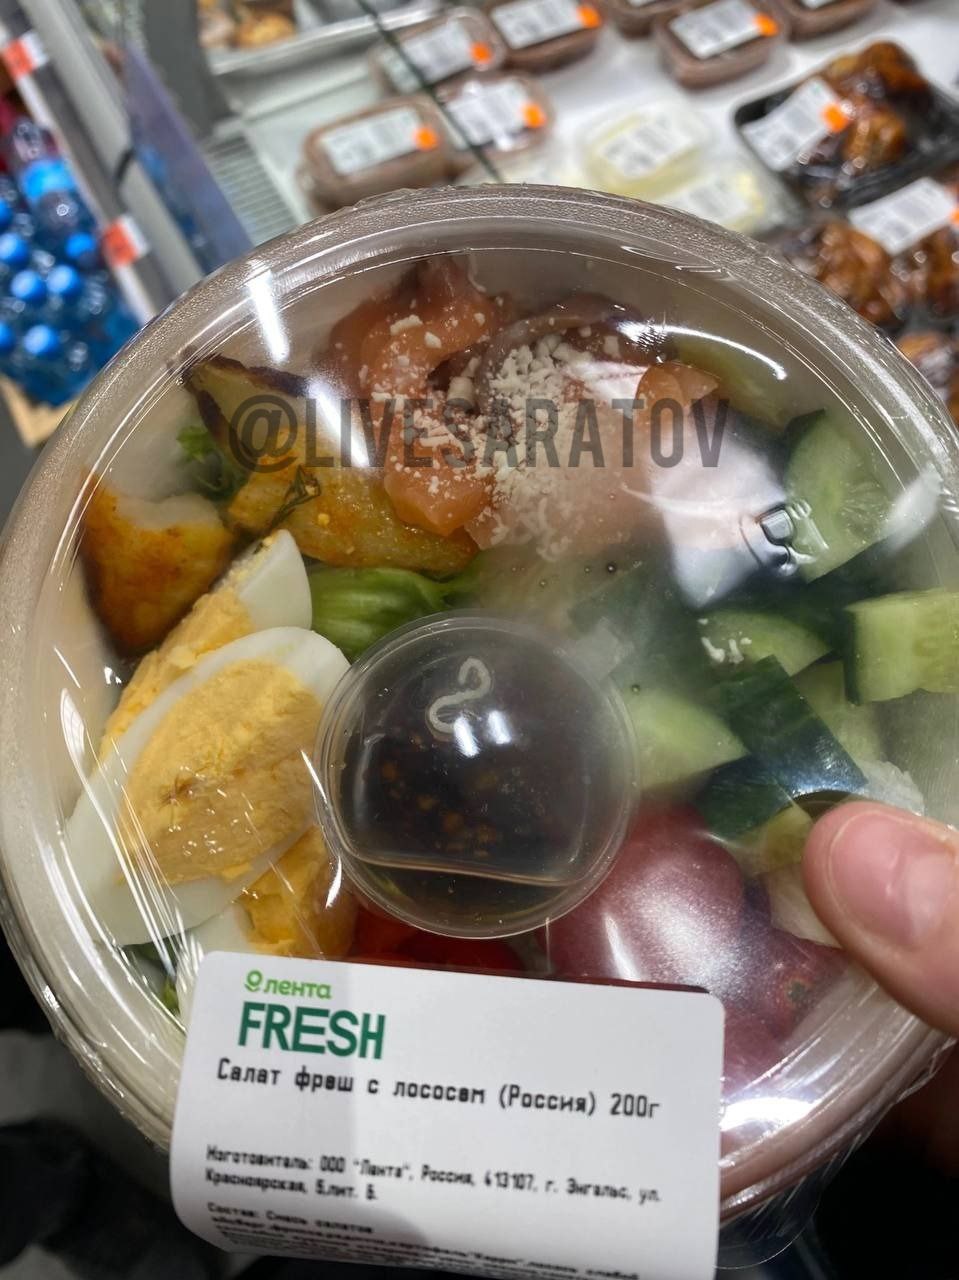 @LIVESARATOV
лента
FRESH
Салат фрэш с лососем (Россия) 200г
Изготовитель: ООО "Лента", Россия, 413107, г. Энгельс, ул.
Красноярская, 5,лит. Б.
Состав: Смесь салатов